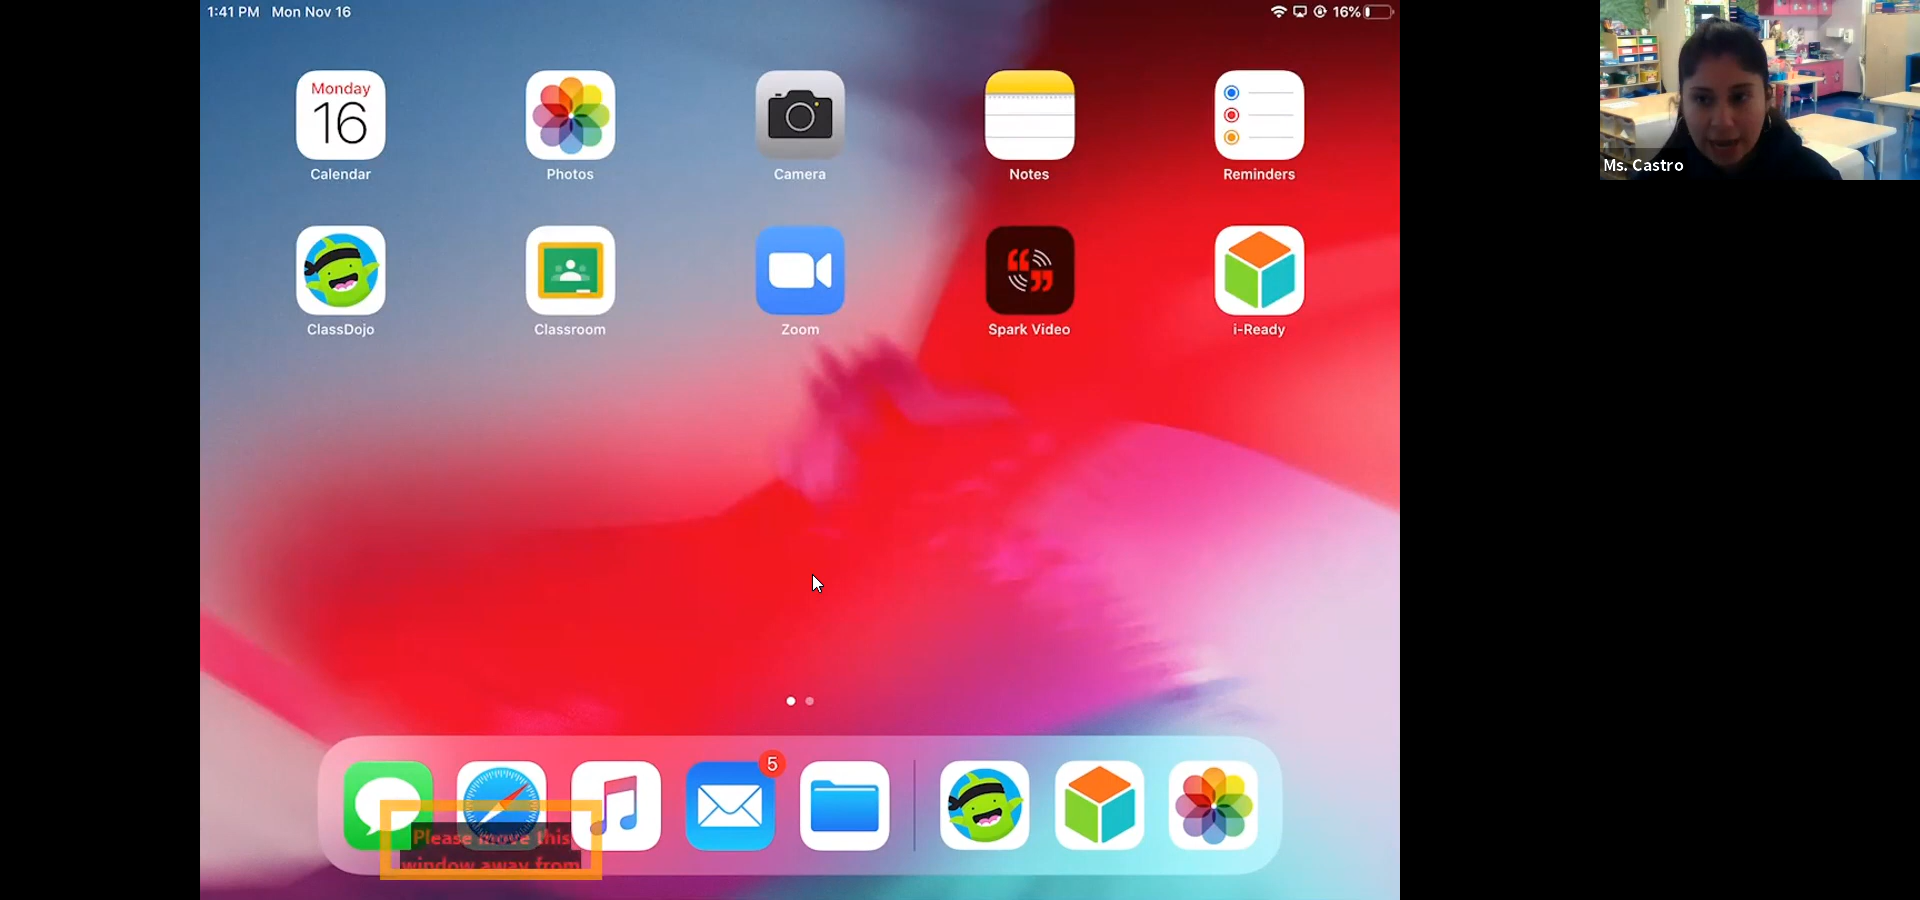 1:41 PM Mon Nov 16
16%
Monday
16
Calendar
Photos
Camera
Notes
Reminders
Ms. Castro
ClassDojo
Classroom
Zoom
Spark Video
i-Ready
5
Please move this
window away from